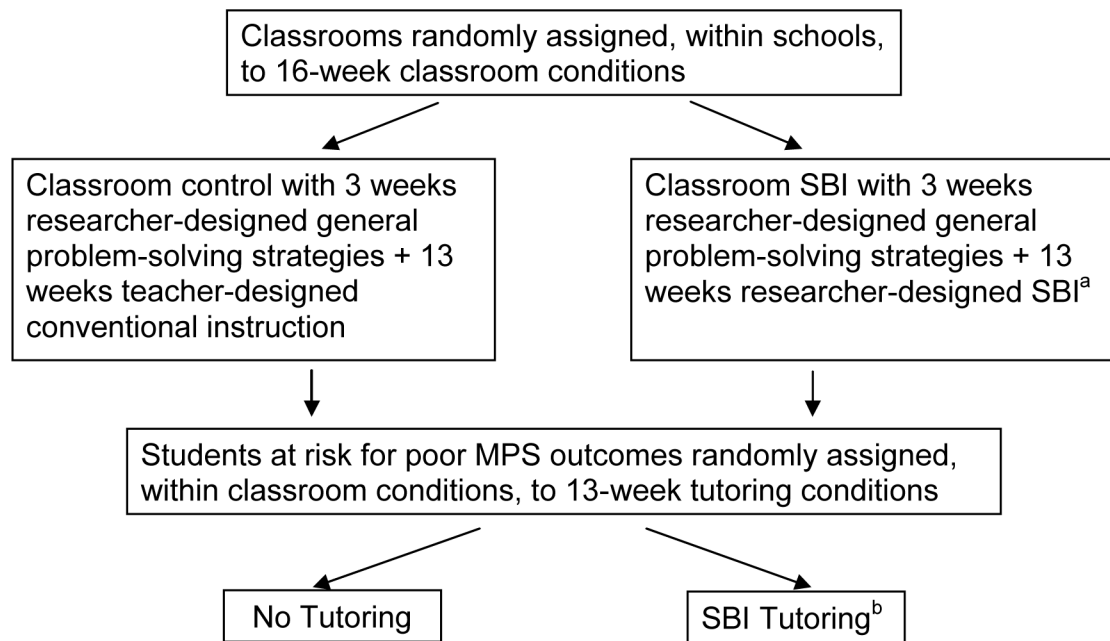 Classrooms randomly assigned, within schools,
to 16-week classroom conditions
Classroom control with 3 weeks
researcher-designed general
problem-solving strategies + 13
weeks teacher-designed
conventional instruction
Classroom SBI with 3 weeks
researcher-designed general
problem-solving strategies + 13
weeks researcher-designed SBIᵃ
Students at risk for poor MPS outcomes randomly assigned,
within classroom conditions, to 13-week tutoring conditions
No Tutoring
SBI Tutoringᵇ